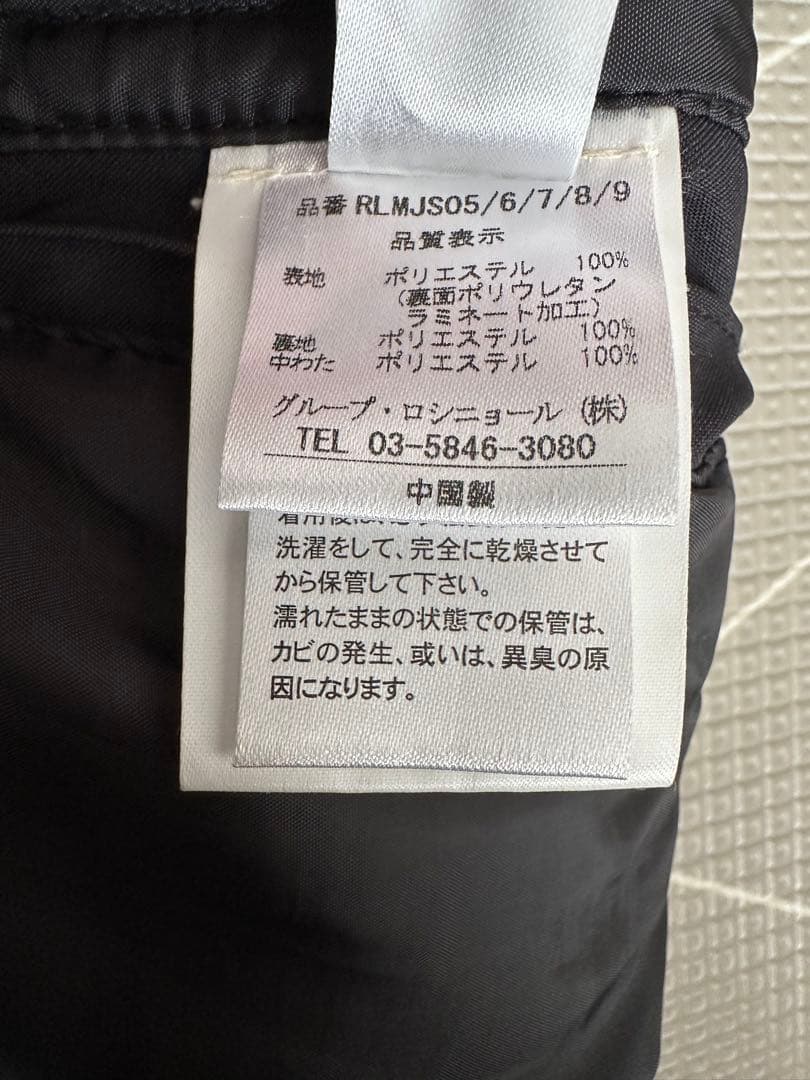 品番 RLMJS05/6/7/8/9
品質表示
表地 ポリエステル 100%
(裏面ポリウレタン
ラミネート加工)
裏地 ポリエステル 100%
中わた ポリエステル 100%
グループ・ロシニョール (株)
TEL 03-5846-3080
中国製
着用後は
洗濯をして、完全に乾燥させて
から保管して下さい。
濡れたままの状態での保管は、
カビの発生、或いは、異臭の原
因になります。